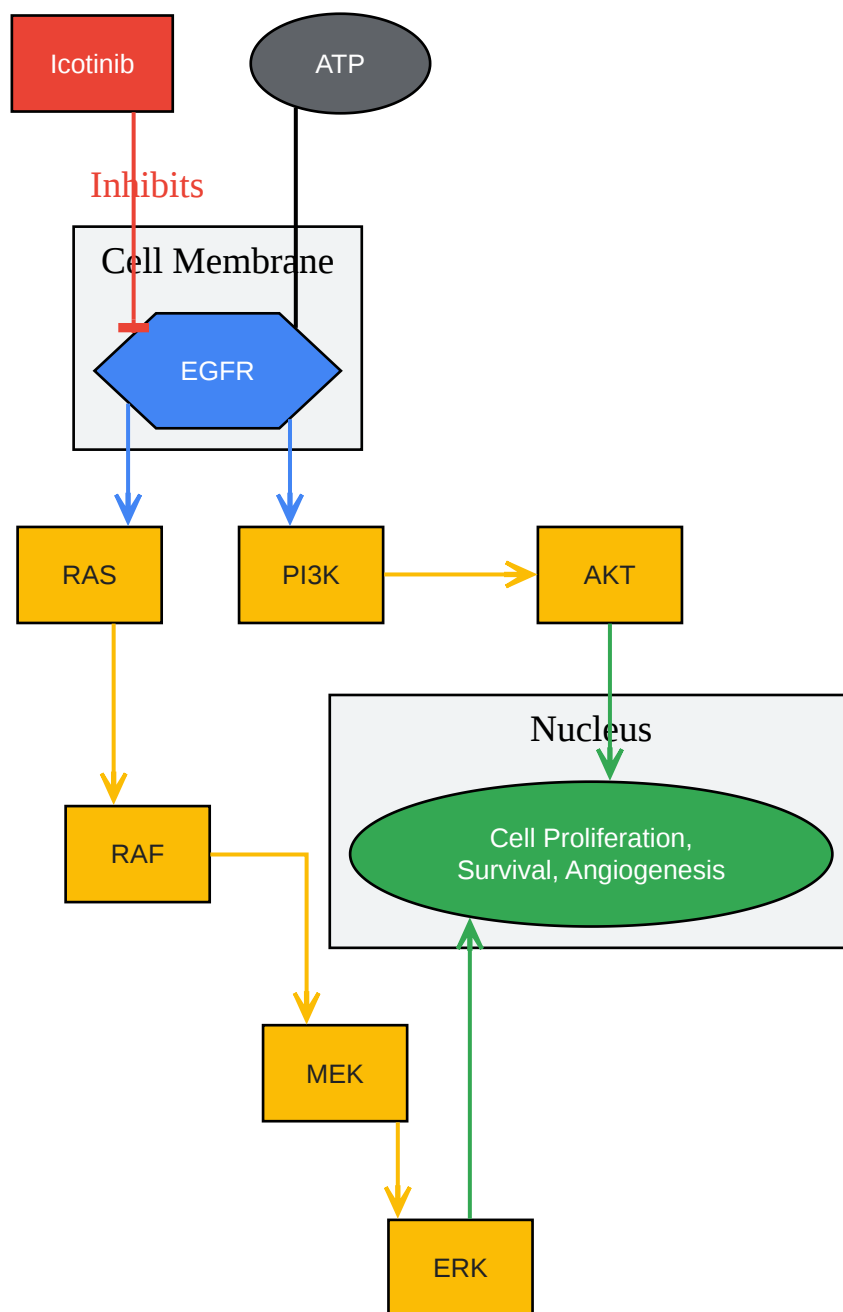 Icotinib
ATP
Inhibits
Cell Membrane
EGFR
RAS
PI3K
AKT
Nucleus
Cell Proliferation,
Survival, Angiogenesis
RAF
MEK
ERK